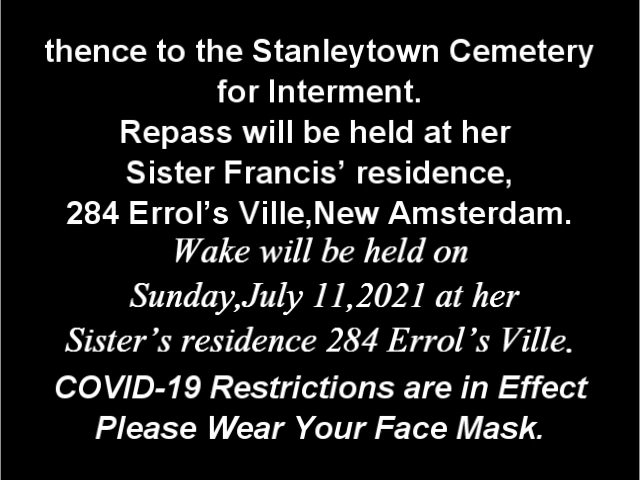 thence to the Stanleytown Cemetery
for Interment.
Repass will be held at her
Sister Francis’ residence,
284 Errol’s Ville,New Amsterdam.
Wake will be held on
Sunday,July 11,2021 at her
Sister’s residence 284 Errol’s Ville.
COVID-19 Restrictions are in Effect
Please Wear Your Face Mask.